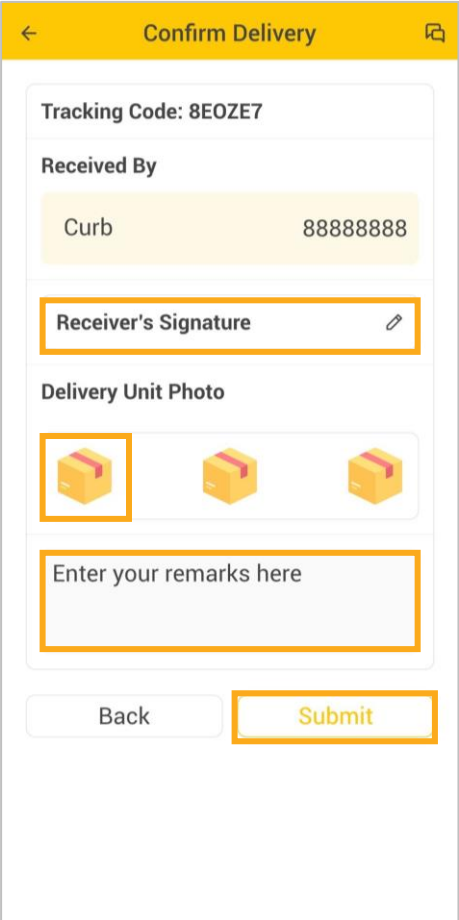 Confirm Delivery
Tracking Code: 8EOZE7
Received By
Curb 88888888
Receiver's Signature
Delivery Unit Photo
Enter your remarks here
Back Submit